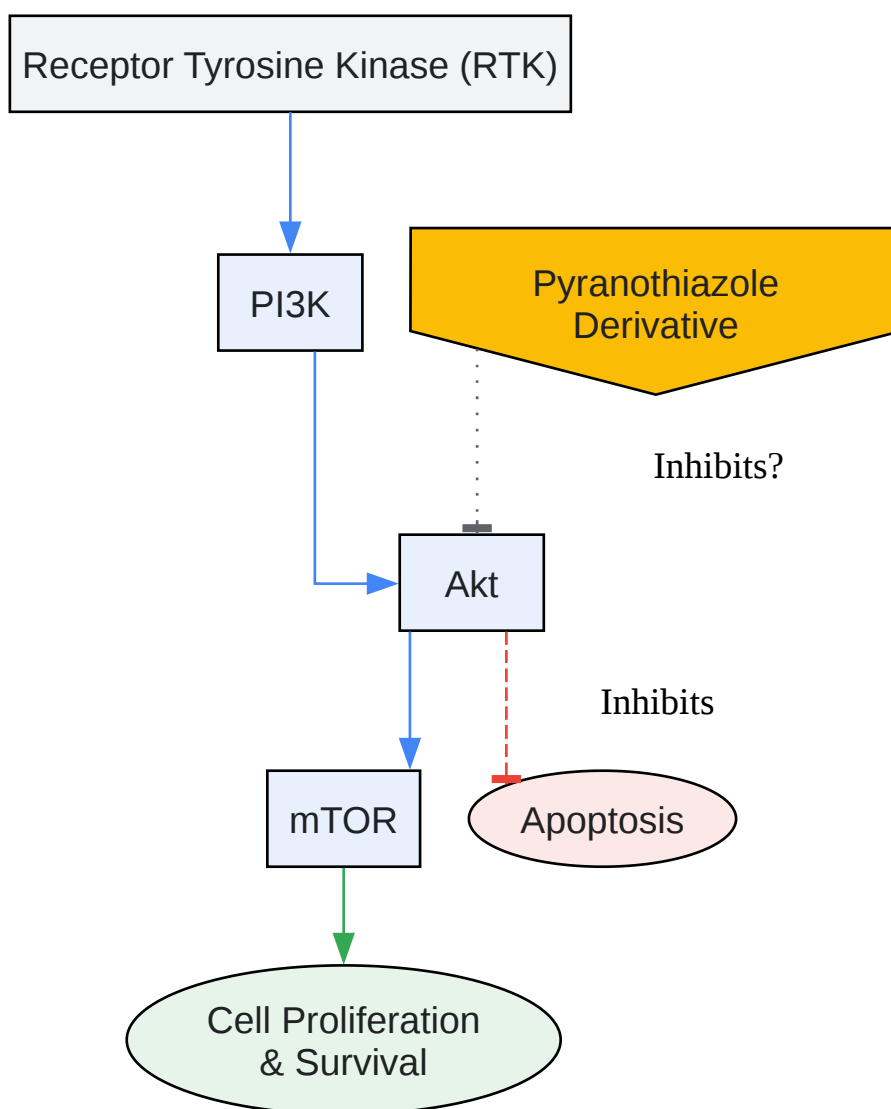 Receptor Tyrosine Kinase (RTK)
PI3K
Pyranothiazole
Derivative
Inhibits?
Akt
Inhibits
mTOR
Apoptosis
Cell Proliferation
& Survival